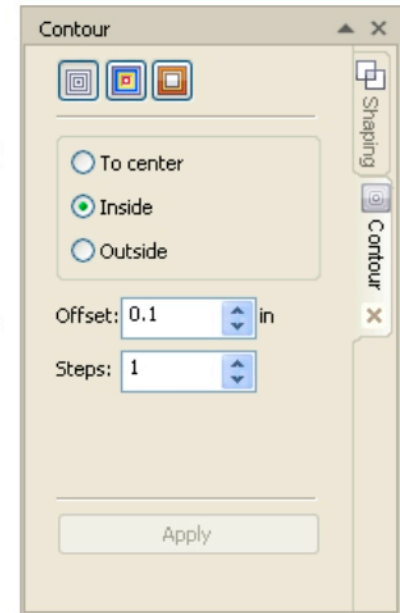 Contour
Shaping
To center
Inside
Outside
Contour
Offset: 0.1 in
Steps: 1
Apply